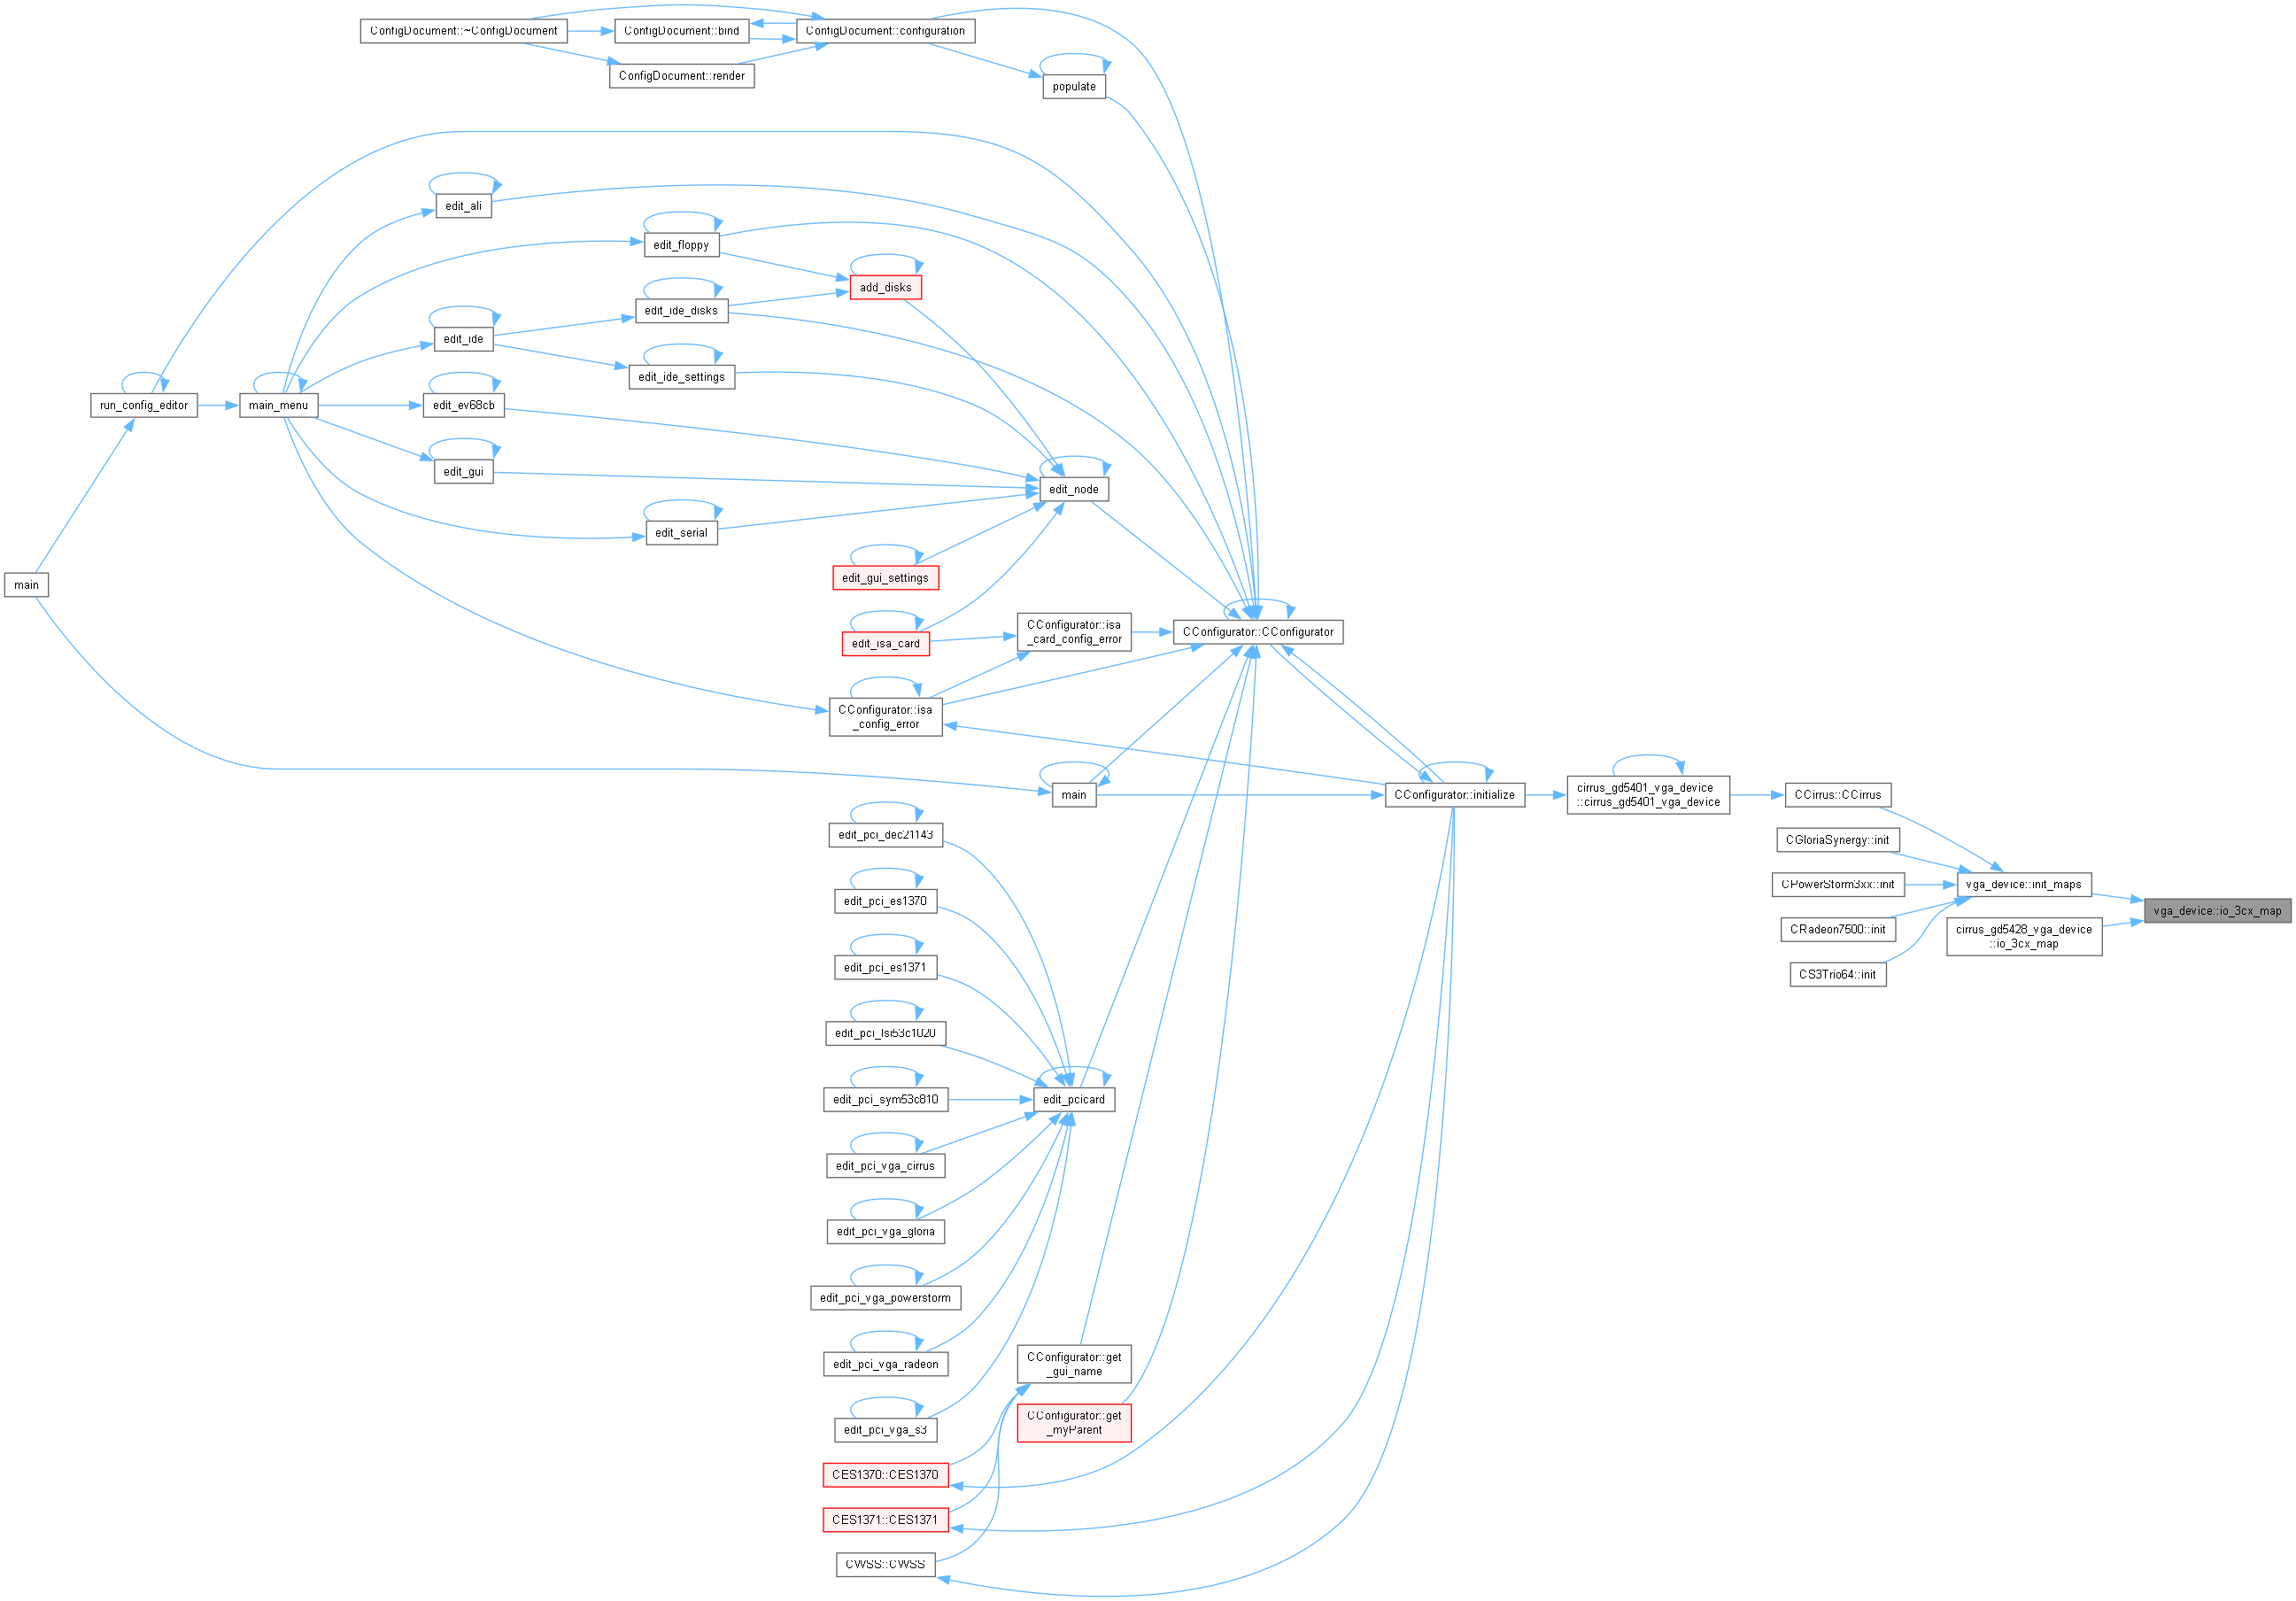 ConfigDocument::~ConfigDocument
ConfigDocument::bind
ConfigDocument::configuration
ConfigDocument::render
populate
edit_ali
edit_floppy
add_disks
edit_ide_disks
edit_ide
edit_ide_settings
run_config_editor
main_menu
edit_ev68cb
edit_gui
edit_node
edit_serial
main
edit_gui_settings
CConfigurator::isa
_card_config_error
CConfigurator::CConfigurator
edit_isa_card
CConfigurator::isa
_config_error
main
CConfigurator::initialize
cirrus_gd5401_vga_device
::cirrus_gd5401_vga_device
CCirrus::CCirrus
edit_pci_dec21143
CGloriaSynergy::init
CPowerStorm3xx::init
vga_device::init_maps
edit_pci_es1370
vga_device::io_3cx_map
CRadeon7500::init
cirrus_gd5428_vga_device
::io_3cx_map
edit_pci_es1371
CS3Trio64::init
edit_pci_lsi53c1020
edit_pci_sym53c810
edit_pcicard
edit_pci_vga_cirrus
edit_pci_vga_gloria
edit_pci_vga_powerstorm
edit_pci_vga_radeon
CConfigurator::get
_gui_name
CConfigurator::get
_myParent
edit_pci_vga_s3
CES1370::CES1370
CES1371::CES1371
CWSS::CWSS